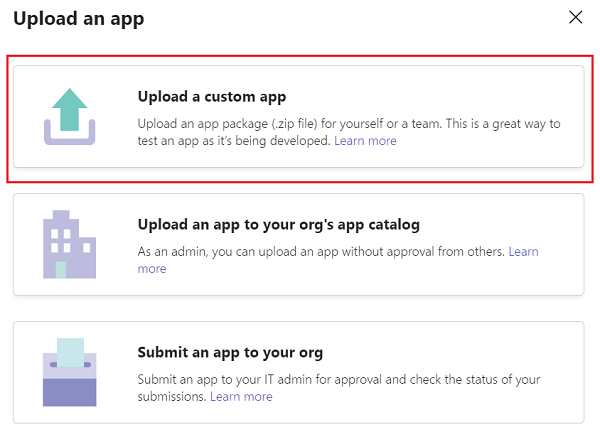 Upload an app
Upload a custom app
Upload an app package (.zip file) for yourself or a team. This is a great way to
test an app as it's being developed. Learn more
Upload an app to your org's app catalog
As an admin, you can upload an app without approval from others. Learn
more
Submit an app to your org
Submit an app to your IT admin for approval and check the status of your
submissions. Learn more